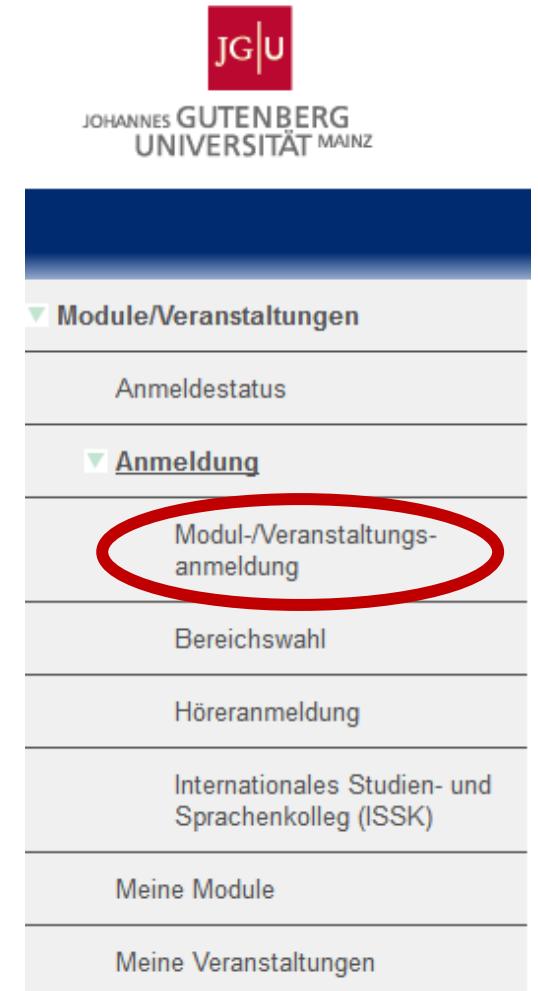 JG|U
JOHANNES GUTENBERG
UNIVERSITÄT MAINZ
Module/Veranstaltungen
Anmeldestatus
Anmeldung
Modul-/Veranstaltungs-
anmeldung
Bereichswahl
Höreranmeldung
Internationales Studien- und
Sprachenkolleg (ISSK)
Meine Module
Meine Veranstaltungen